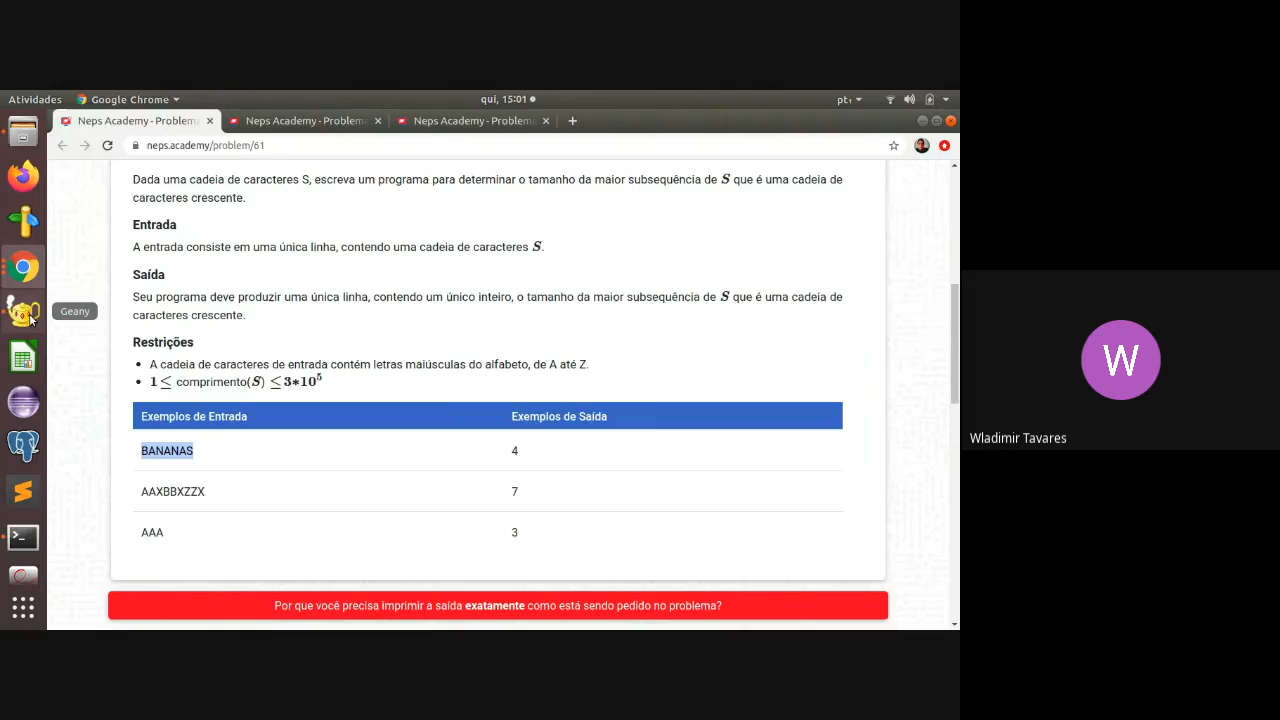 Atividades
Google Chrome
qui, 15:01
pt₁
Neps Academy - Problema
Neps Academy - Problema
Neps Academy - Problema
neps.academy/problem/61
Dada uma cadeia de caracteres S, escreva um programa para determinar o tamanho da maior subsequência de S que é uma cadeia de
caracteres crescente.
Entrada
A entrada consiste em uma única linha, contendo uma cadeia de caracteres S.
Saída
Seu programa deve produzir uma única linha, contendo um único inteiro, o tamanho da maior subsequência de S que é uma cadeia de
caracteres crescente.
Geany
Restrições
A cadeia de caracteres de entrada contém letras maiúsculas do alfabeto, de A até Z.
1 ≤ comprimento(S) ≤ 3*10⁵
Exemplos de Entrada Exemplos de Saída
BANANAS 4
AAXBBXZZX 7
AAA 3
Por que você precisa imprimir a saída exatamente como está sendo pedido no problema?
W
Wladimir Tavares